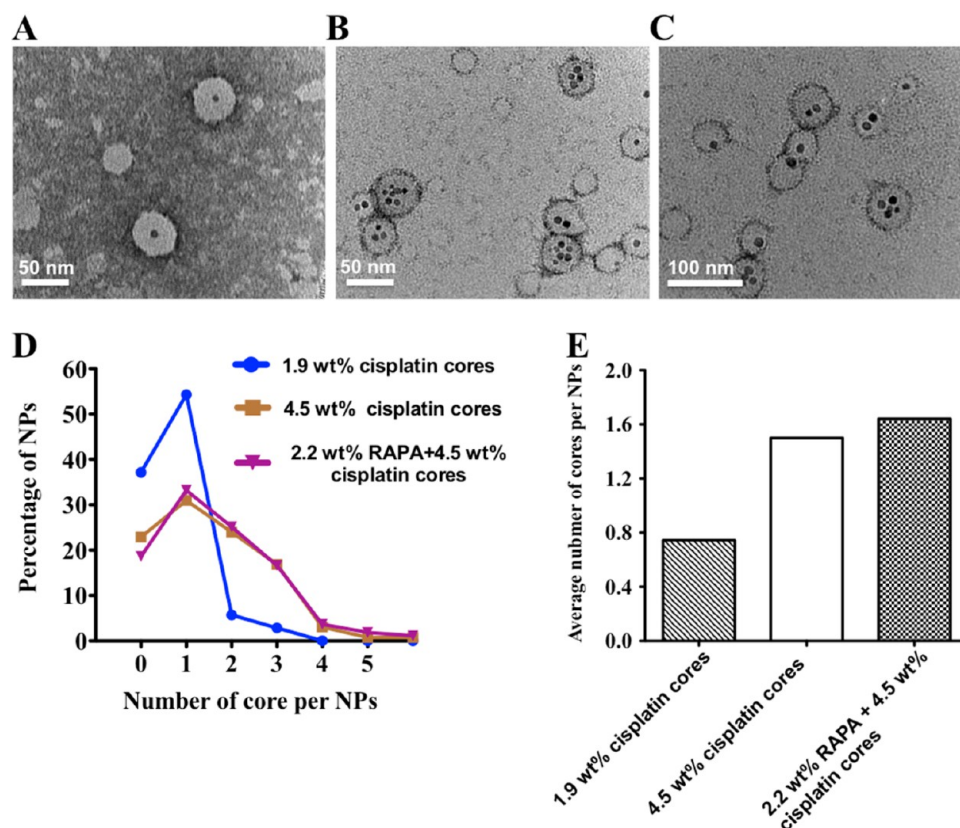 A
B
C
50 nm
50 nm
100 nm
D
60
50
40
30
20
10
0
Percentage of NPs
1.9 wt% cisplatin cores
4.5 wt% cisplatin cores
2.2 wt% RAPA+4.5 wt%
cisplatin cores
0 1 2 3 4 5
Number of core per NPs
E
2.0
1.6
1.2
0.8
0.4
0.0
Average nubmer of cores per NPs
1.9 wt% cisplatin cores
4.5 wt% cisplatin cores
2.2 wt% RAPA + 4.5 wt%
cisplatin cores